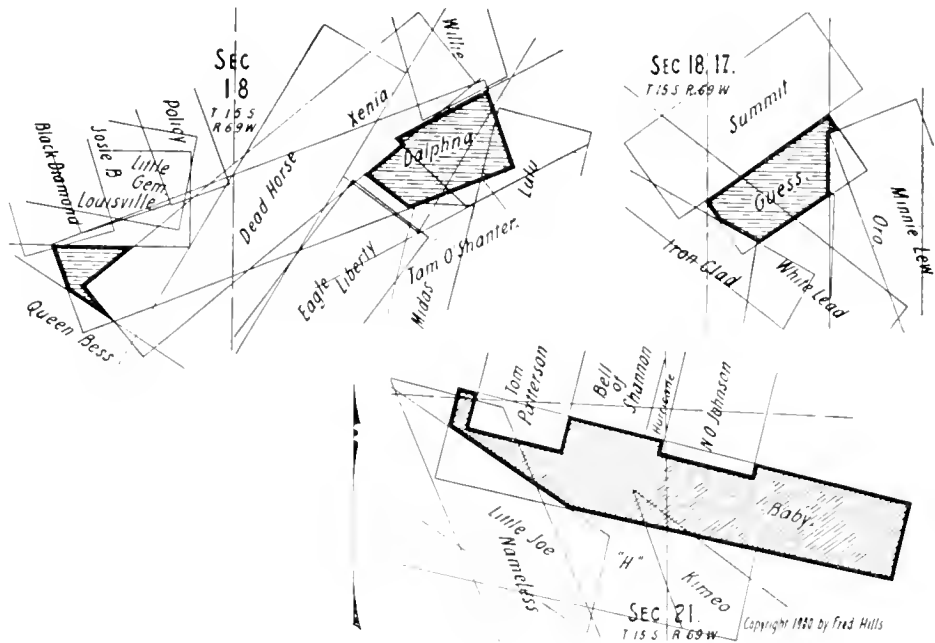 SEC
18
T 15 S
R 69 W
Willie
Xenia
Policy
Josie B
Black Diamond
Little
Gem
Louisville
Dead Horse
Dalphna
Lulu
Eagle
Liberty
Tam O'Shanter.
Midas
Queen Bess
SEC 18.17.
T 15 S R.69 W
Summit
Guess
Iron Clad
White Lead
Oro
Minnie Lew
Tom
Patterson
Bell
of
Shannon
Hurricane
N O Johnson
Baby.
Little Joe
Nameless
"H"
Kimeo
SEC 21.
T 15 S R 69 W
Copyright 1900 by Fred Hills